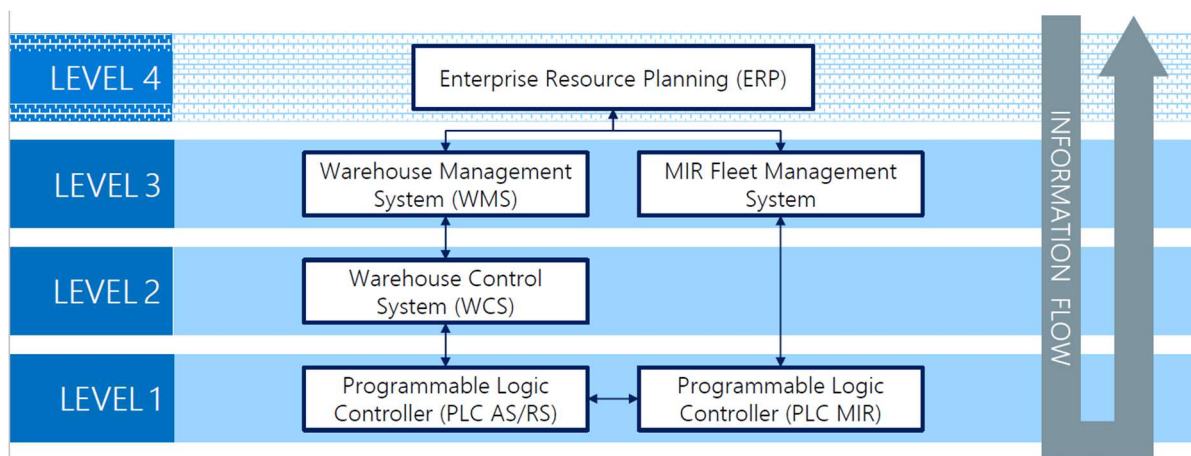 LEVEL 4
Enterprise Resource Planning (ERP)
LEVEL 3
Warehouse Management
System (WMS)
MIR Fleet Management
System
LEVEL 2
Warehouse Control
System (WCS)
LEVEL 1
Programmable Logic
Controller (PLC AS/RS)
Programmable Logic
Controller (PLC MIR)
INFORMATION FLOW